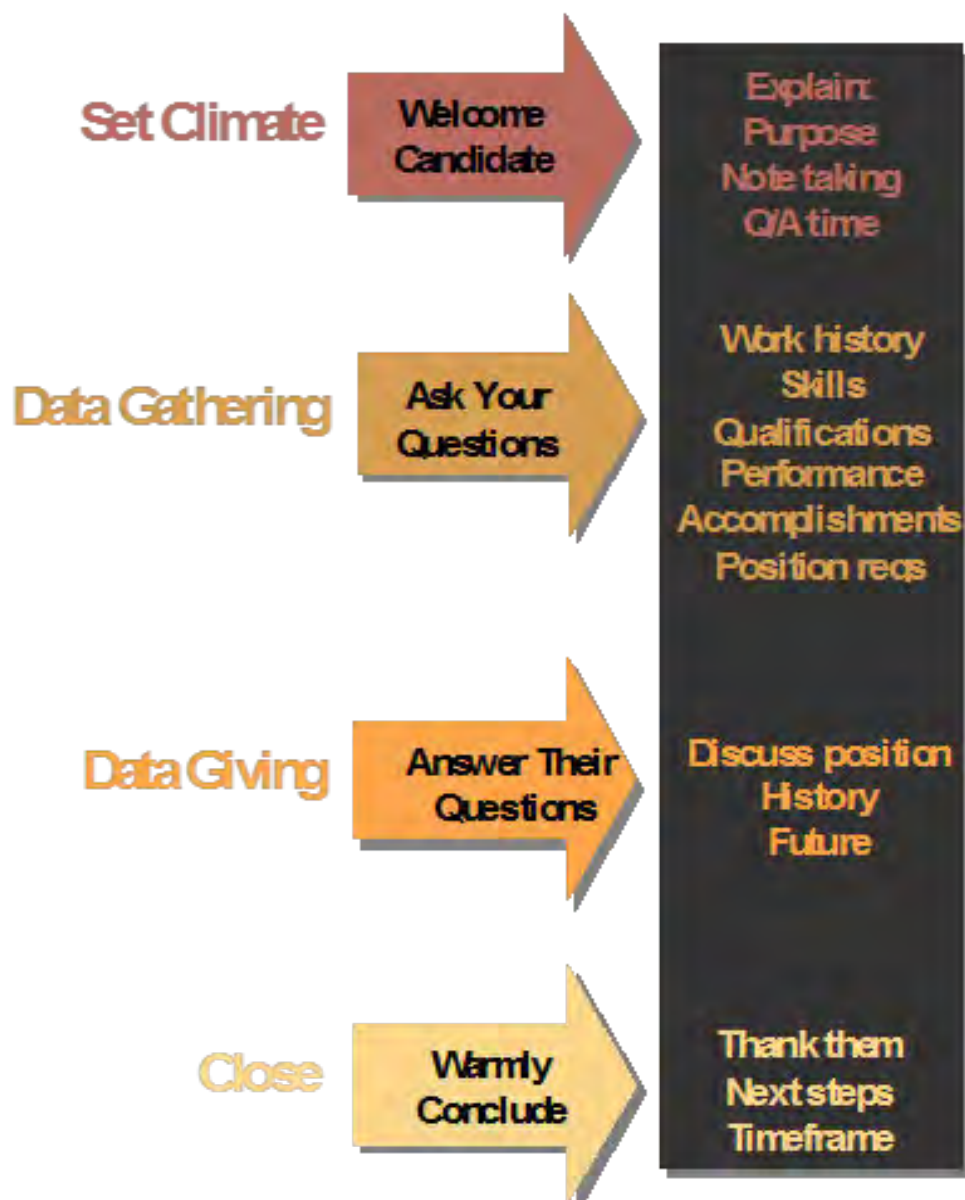 Set Climate
Welcome
Candidate
Explain:
Purpose
Note taking
Q/A time
Data Gathering
Ask Your
Questions
Work history
Skills
Qualifications
Performance
Accomplishments
Position reqs
Data Giving
Answer Their
Questions
Discuss position
History
Future
Close
Warmly
Conclude
Thank them
Next steps
Timeframe